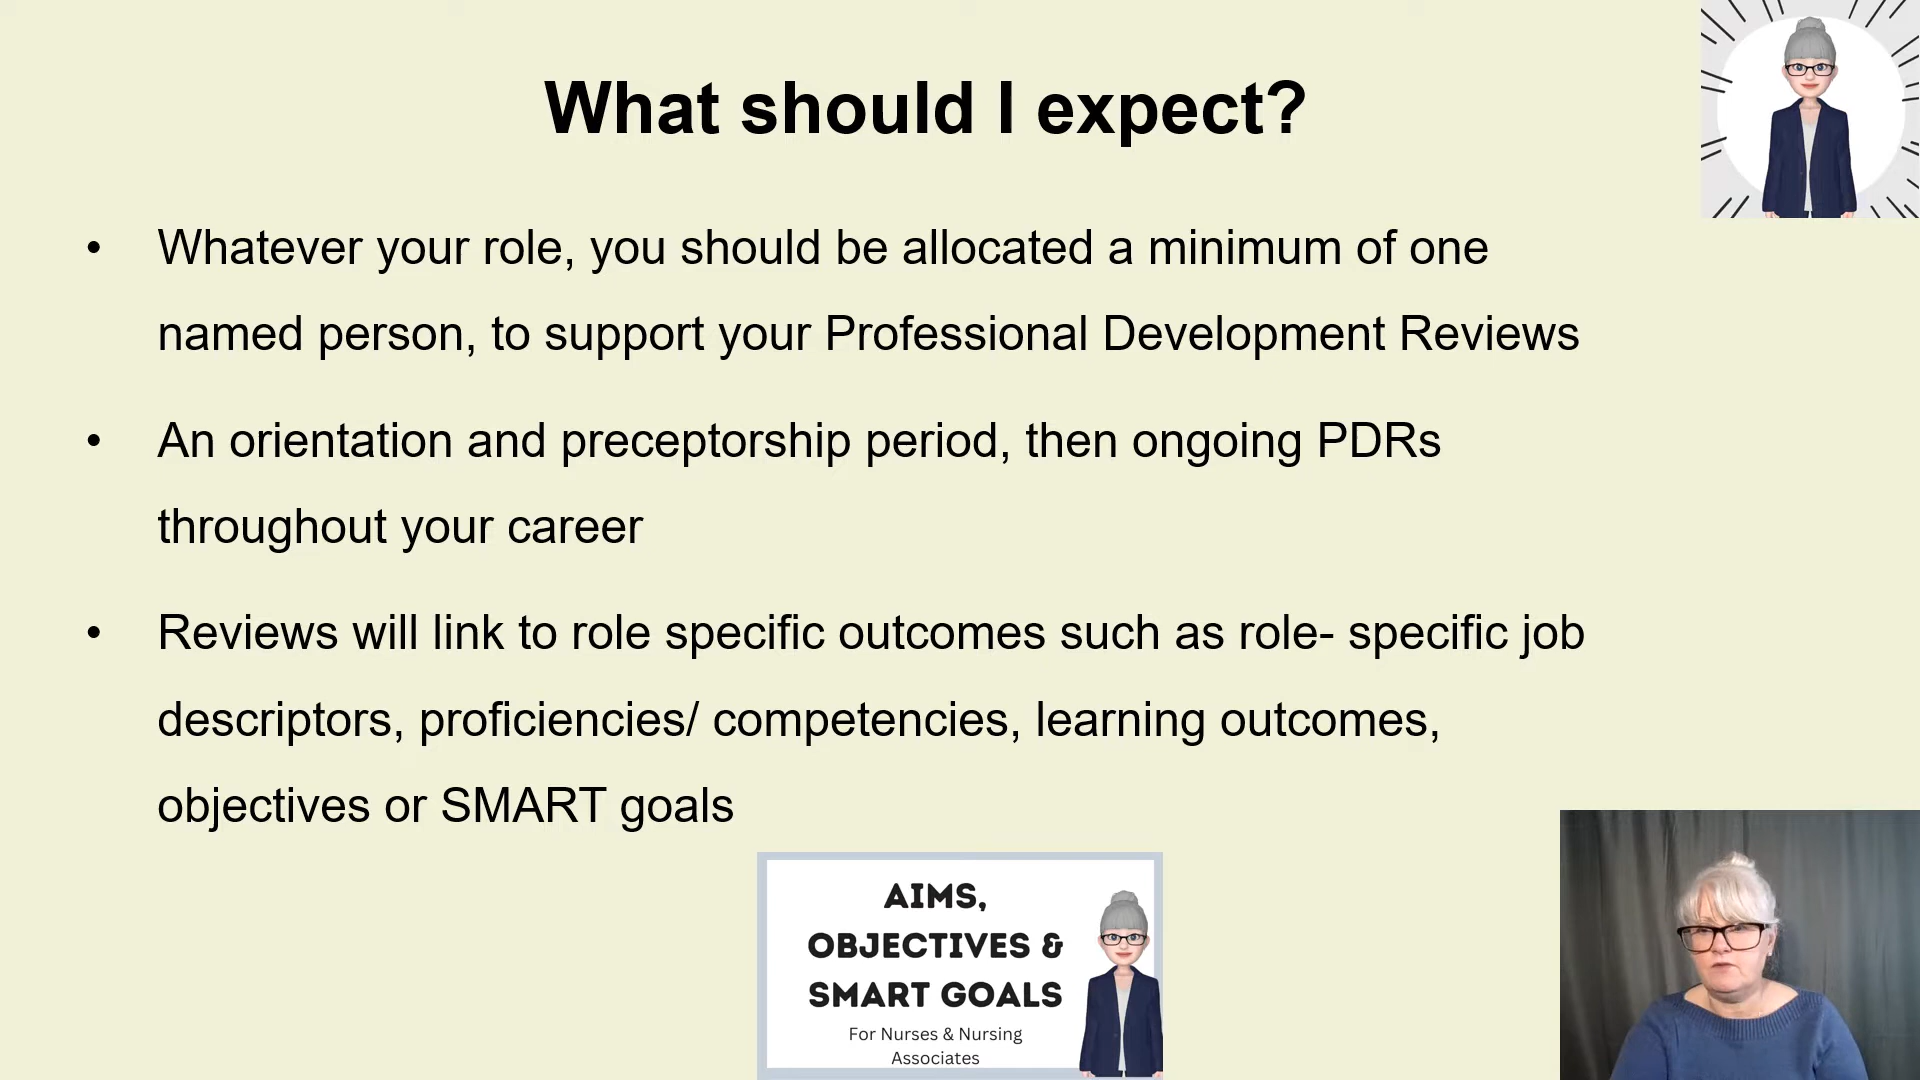 What should I expect?
• Whatever your role, you should be allocated a minimum of one
named person, to support your Professional Development Reviews
• An orientation and preceptorship period, then ongoing PDRs
throughout your career
• Reviews will link to role specific outcomes such as role- specific job
descriptors, proficiencies/ competencies, learning outcomes,
objectives or SMART goals
AIMS,
OBJECTIVES &
SMART GOALS
For Nurses & Nursing
Associates